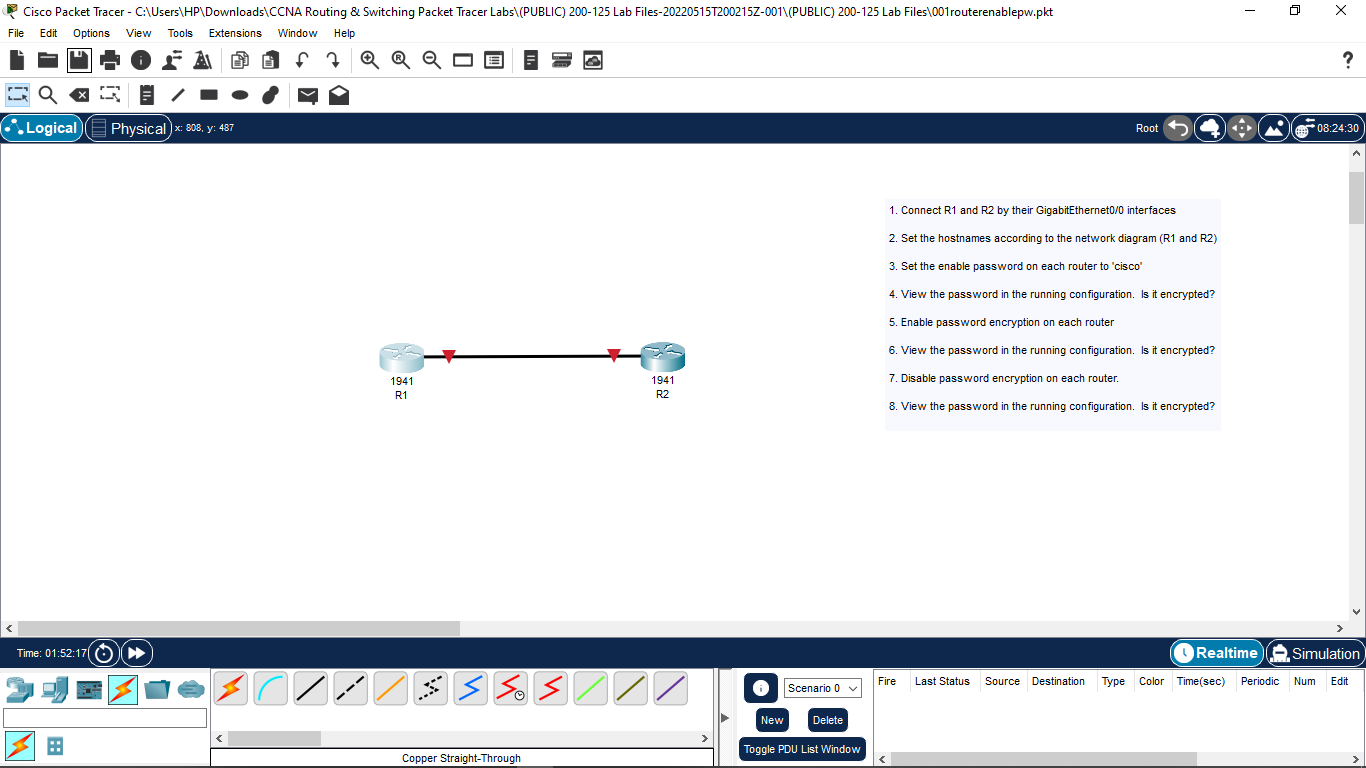 Cisco Packet Tracer - C:\Users\HP\Downloads\CCNA Routing & Switching Packet Tracer Labs\(PUBLIC) 200-125 Lab Files-20220515T200215Z-001\(PUBLIC) 200-125 Lab Files\001routerenablepw.pkt
File Edit Options View Tools Extensions Window Help
Logical Physical x: 808, y: 487 Root 08:24:30
1. Connect R1 and R2 by their GigabitEthernet0/0 interfaces
2. Set the hostnames according to the network diagram (R1 and R2)
3. Set the enable password on each router to 'cisco'
4. View the password in the running configuration. Is it encrypted?
5. Enable password encryption on each router
6. View the password in the running configuration. Is it encrypted?
7. Disable password encryption on each router.
8. View the password in the running configuration. Is it encrypted?
1941
R1
1941
R2
Time: 01:52:17 Realtime Simulation
Scenario 0
New Delete
Toggle PDU List Window
Fire Last Status Source Destination Type Color Time(sec) Periodic Num Edit
Copper Straight-Through